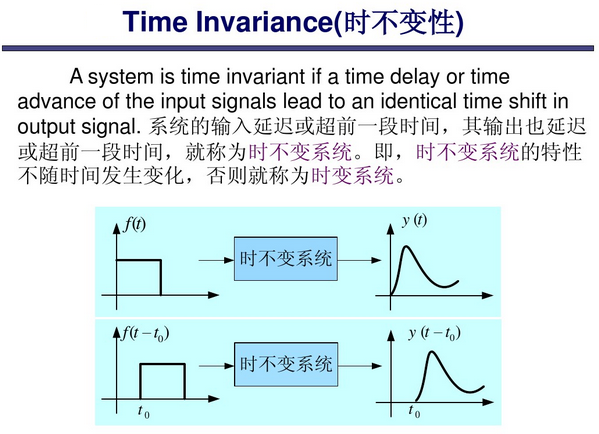 Time Invariance(时不变性)
A system is time invariant if a time delay or time
advance of the input signals lead to an identical time shift in
output signal. 系统的输入延迟或超前一段时间，其输出也延迟
或超前一段时间，就称为时不变系统。即，时不变系统的特性
不随时间发生变化，否则就称为时变系统。
f(t)
时不变系统
y (t)
f(t − t₀)
时不变系统
y (t − t₀)
t₀
t₀